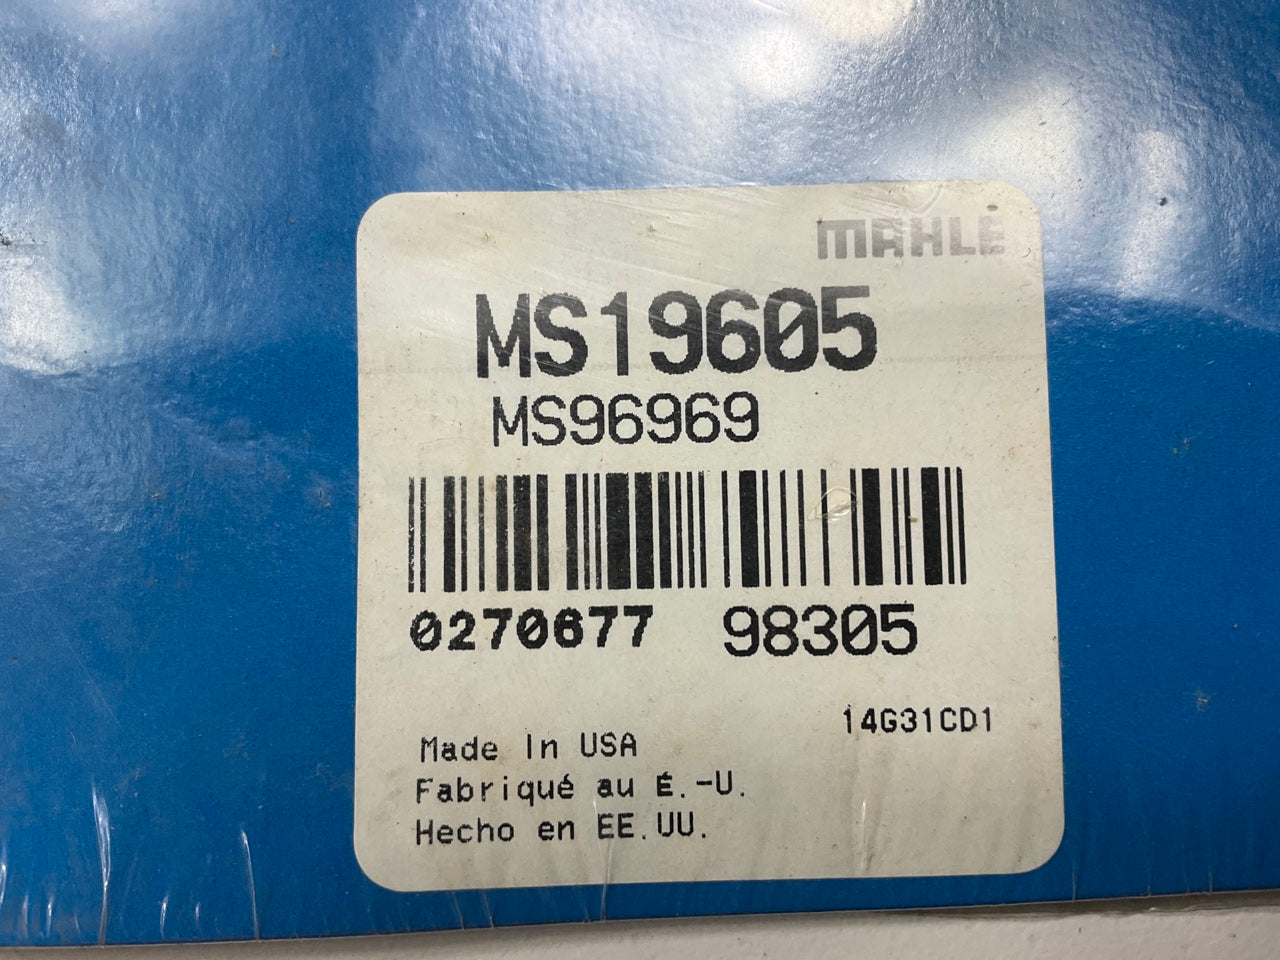 MAHLE
MS19605
MS96969
0270677 98305
14G31CD1
Made In USA
Fabriqué au É.-U.
Hecho en EE.UU.